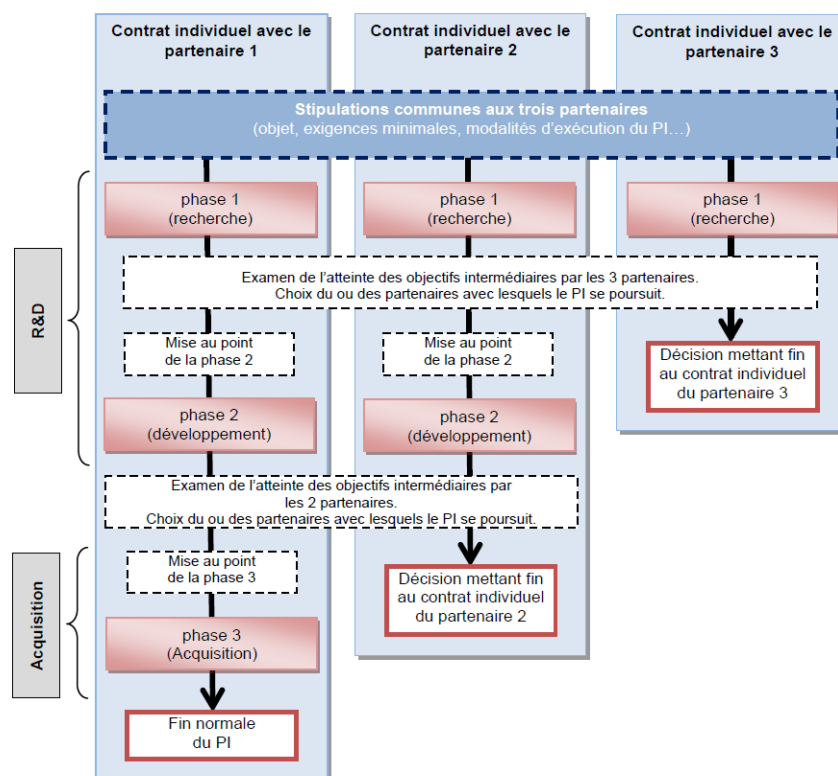 Contrat individuel avec le
partenaire 1
Contrat individuel avec le
partenaire 2
Contrat individuel avec le
partenaire 3
Stipulations communes aux trois partenaires
(objet, exigences minimales, modalités d'exécution du PI…)
R&D
phase 1
(recherche)
phase 1
(recherche)
phase 1
(recherche)
Examen de l'atteinte des objectifs intermédiaires par les 3 partenaires.
Choix du ou des partenaires avec lesquels le PI se poursuit.
Mise au point
de la phase 2
Mise au point
de la phase 2
Décision mettant fin
au contrat individuel
du partenaire 3
phase 2
(développement)
phase 2
(développement)
Examen de l'atteinte des objectifs intermédiaires par
les 2 partenaires.
Choix du ou des partenaires avec lesquels le PI se poursuit.
Acquisition
Mise au point
de la phase 3
Décision mettant fin
au contrat individuel
du partenaire 2
phase 3
(Acquisition)
Fin normale
du PI